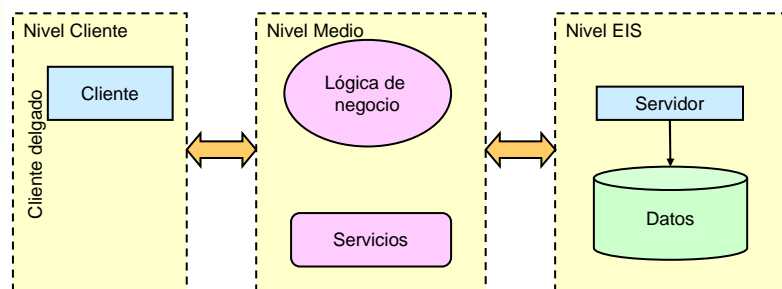 Nivel Cliente
Cliente
Cliente delgado
Nivel Medio
Lógica de
negocio
Servicios
Nivel EIS
Servidor
Datos